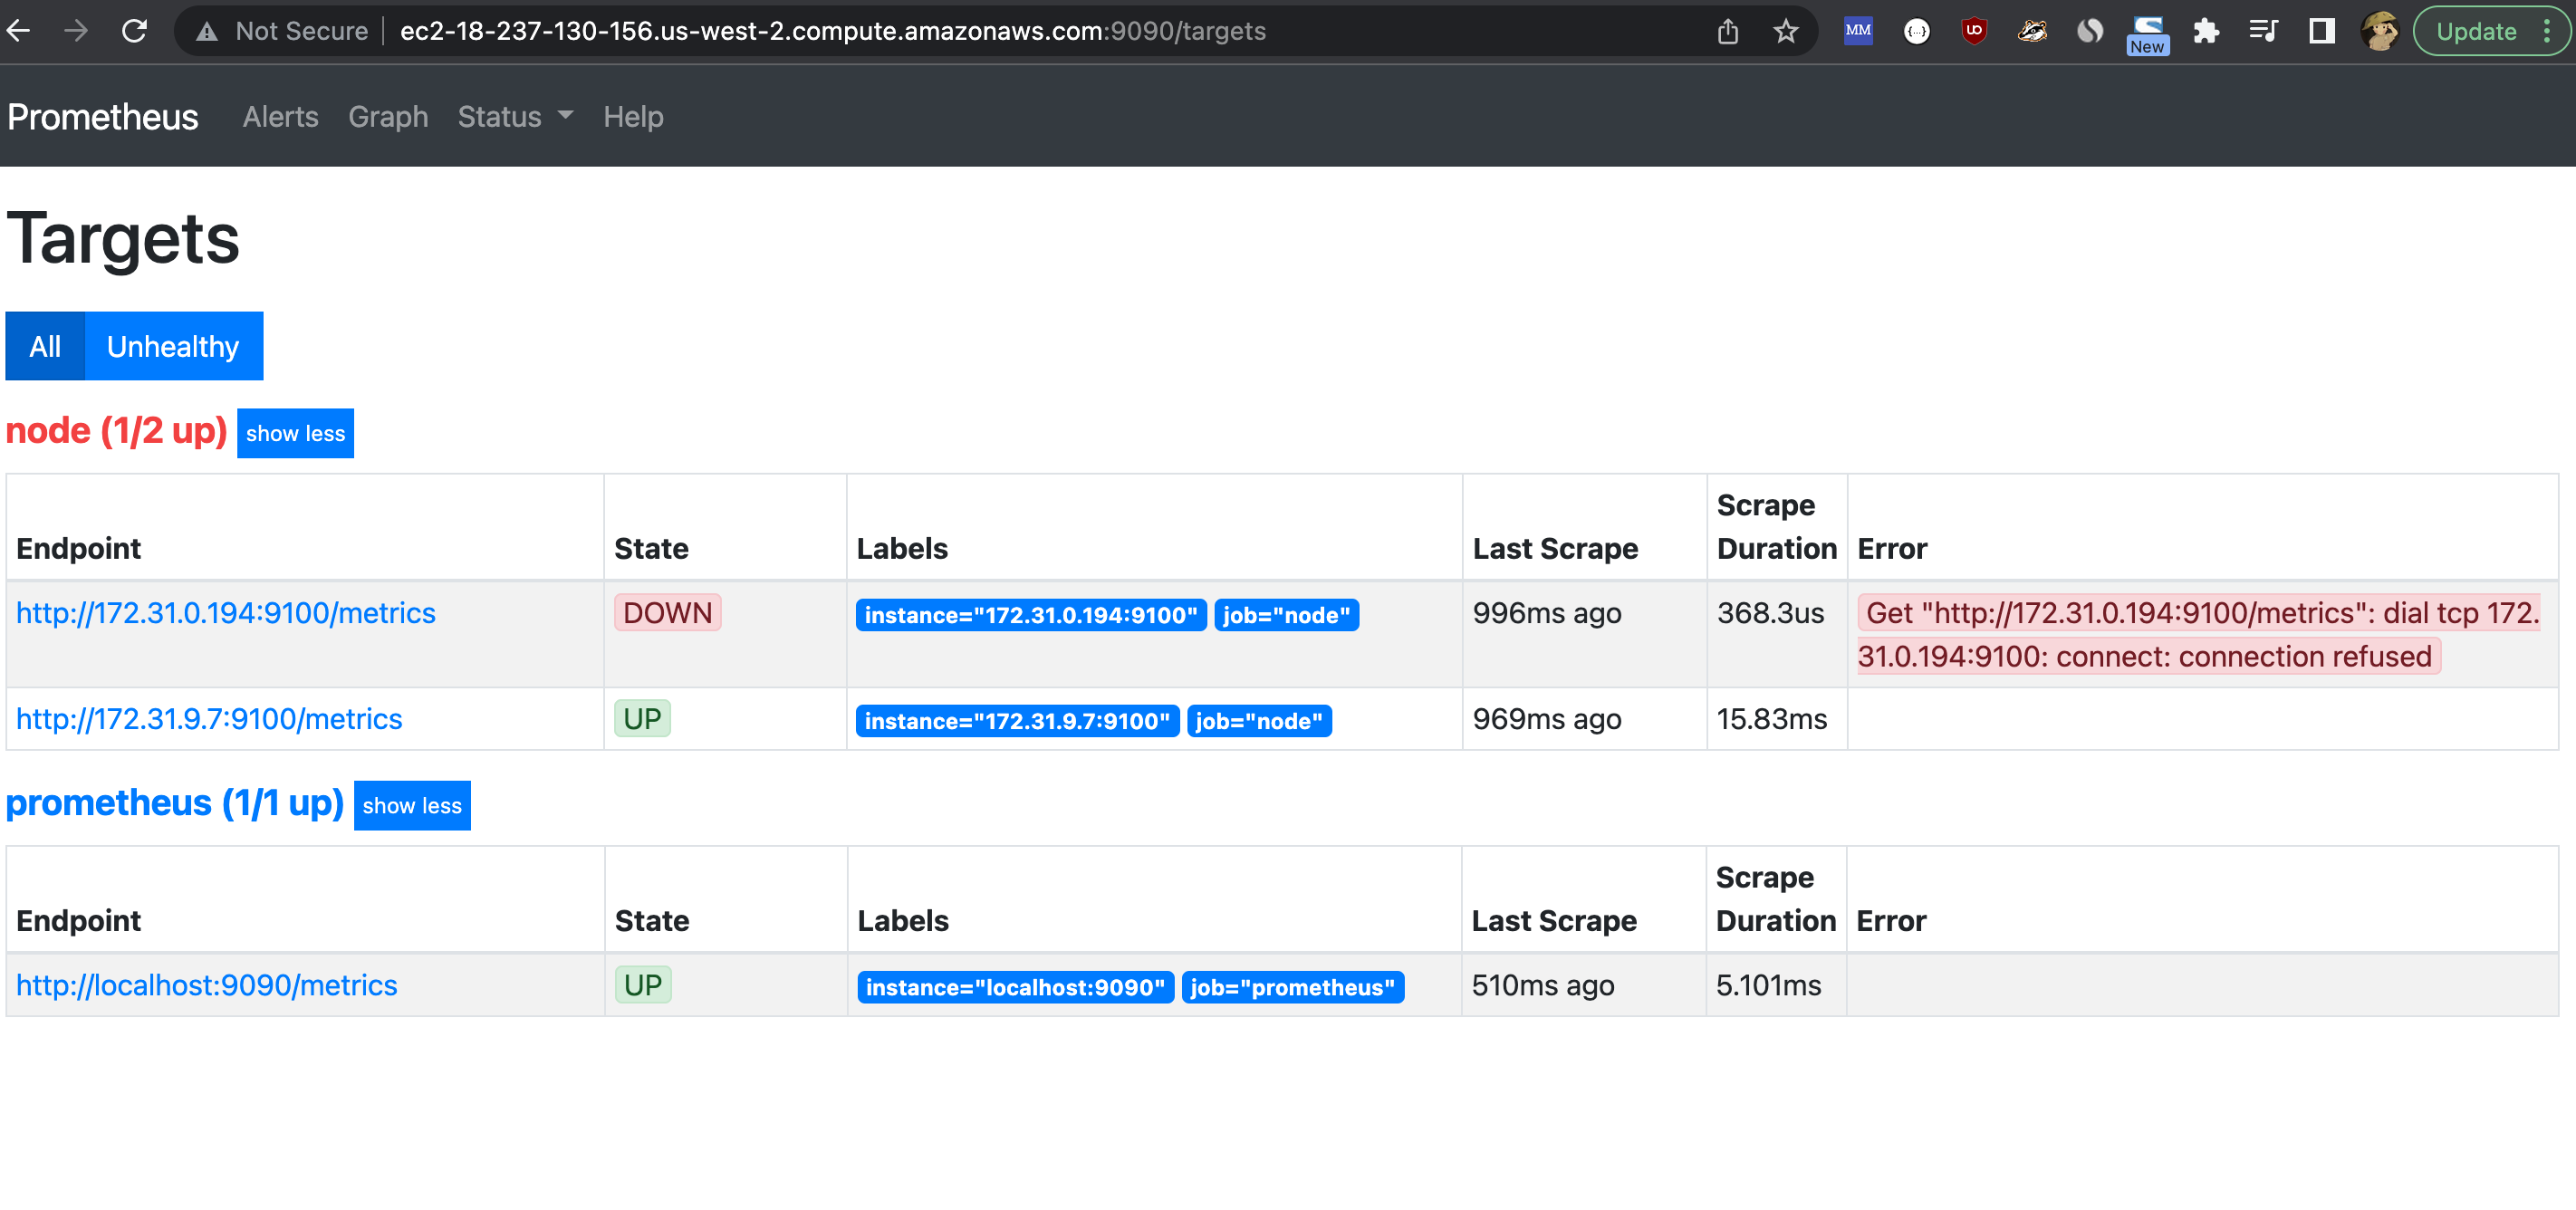 Not Secure | ec2-18-237-130-156.us-west-2.compute.amazonaws.com:9090/targets
MM
{...}
UO
New
Update
Prometheus Alerts Graph Status Help
Targets
All Unhealthy
node (1/2 up) show less
Endpoint State Labels Last Scrape Scrape Duration Error
http://172.31.0.194:9100/metrics DOWN instance="172.31.0.194:9100" job="node" 996ms ago 368.3us Get "http://172.31.0.194:9100/metrics": dial tcp 172.
31.0.194:9100: connect: connection refused
http://172.31.9.7:9100/metrics UP instance="172.31.9.7:9100" job="node" 969ms ago 15.83ms
prometheus (1/1 up) show less
Endpoint State Labels Last Scrape Scrape Duration Error
http://localhost:9090/metrics UP instance="localhost:9090" job="prometheus" 510ms ago 5.101ms